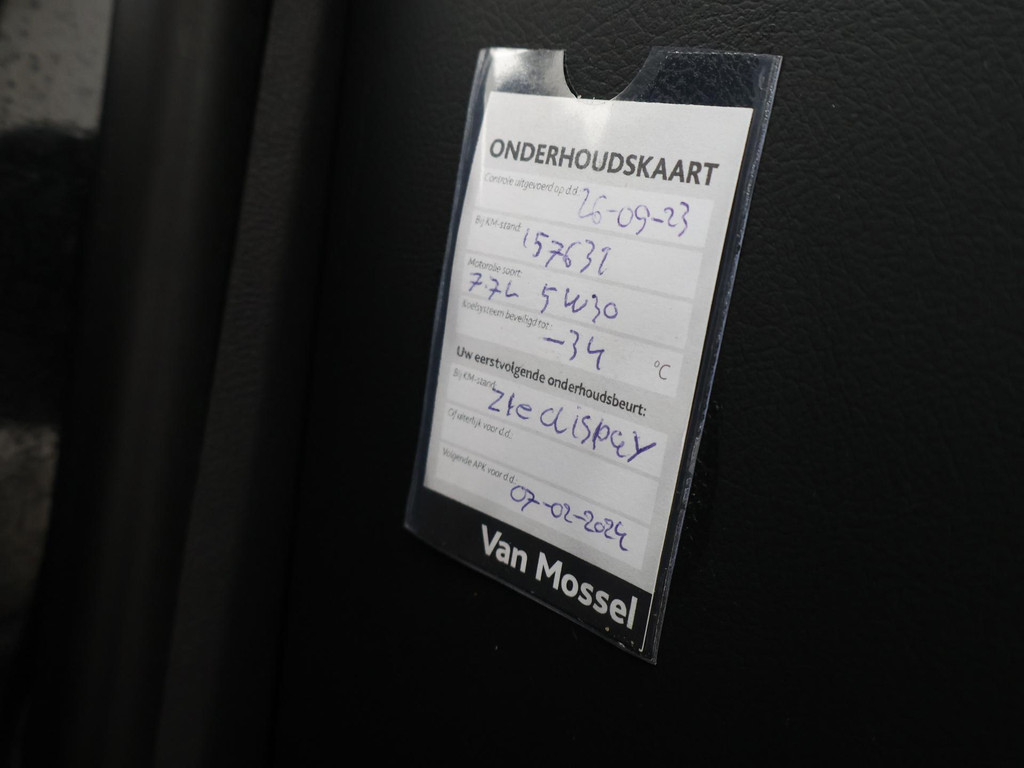 ONDERHOUDSKAART
Controle uitgevoerd op d.d.: 26-09-23
Bij KM-stand: 157631
Motorolie soort:
7.7L 5W30
Koelsysteem beveiligd tot: -34 °C
Uw eerstvolgende onderhoudsbeurt:
Bij KM-stand: zie dispay
Of uiterlijk voor d.d.:
Volgende APK voor d.d.: 07-02-2024
Van Mossel